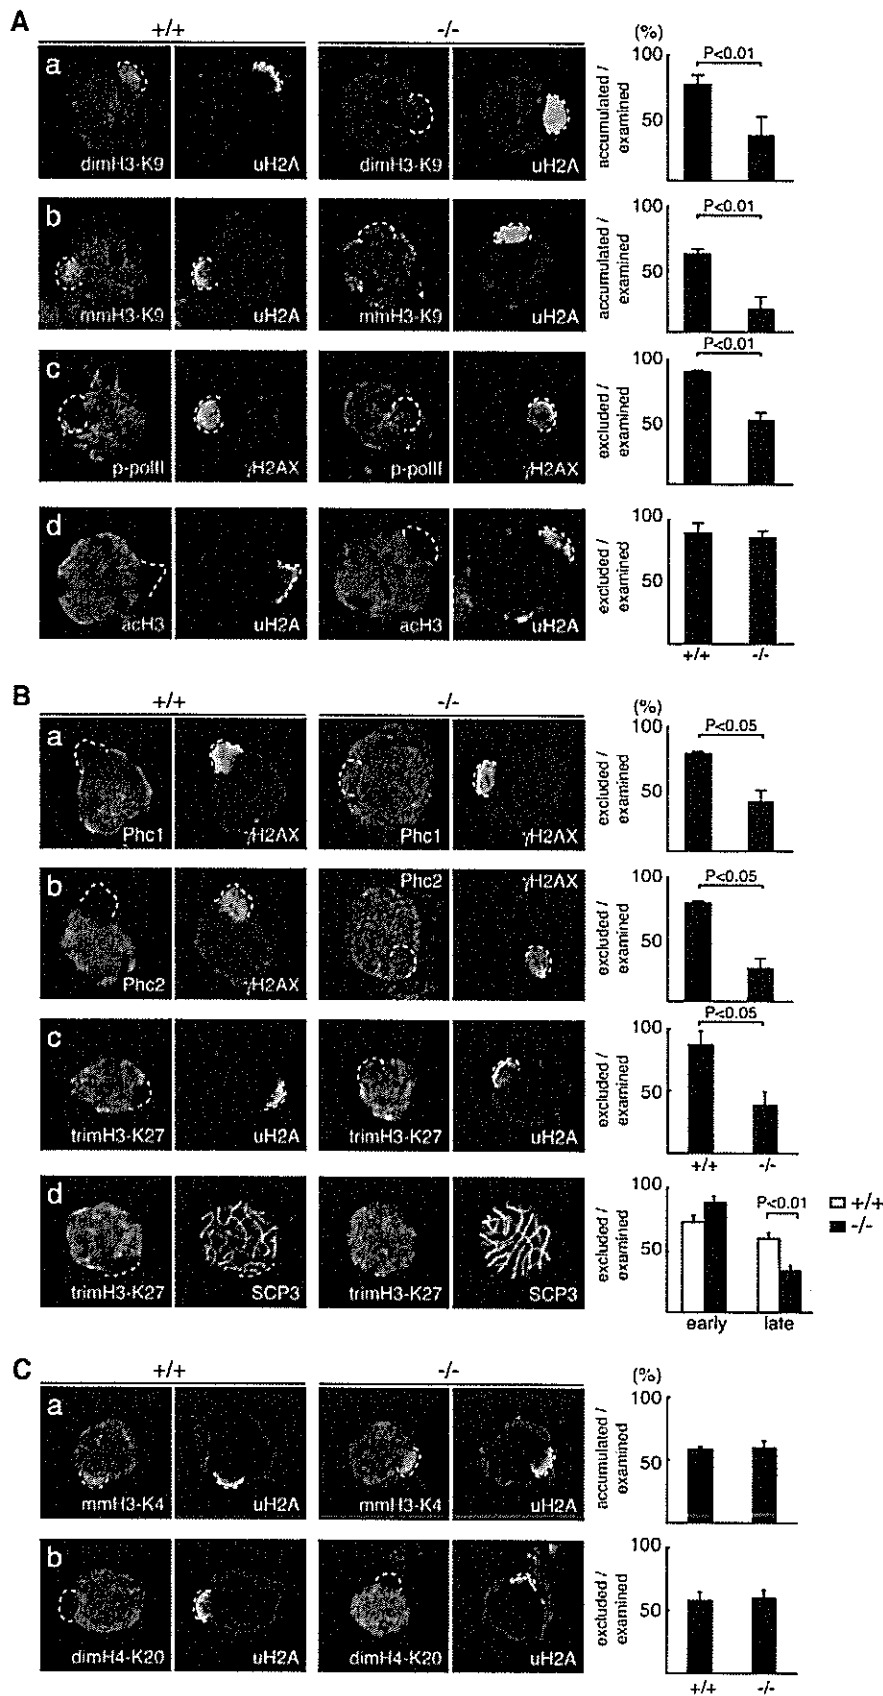 A
+/+
-/-
(%)
a
dimH3-K9
uH2A
dimH3-K9
uH2A
accumulated / examined
100
50
P<0.01
b
mmH3-K9
uH2A
mmH3-K9
uH2A
accumulated / examined
100
50
P<0.01
c
p-polII
γH2AX
p-polII
γH2AX
excluded / examined
100
50
P<0.01
d
acH3
uH2A
acH3
uH2A
excluded / examined
100
50
+/+
-/-
B
+/+
-/-
(%)
a
Phc1
γH2AX
Phc1
γH2AX
excluded / examined
100
50
P<0.05
b
Phc2
γH2AX
Phc2
γH2AX
excluded / examined
100
50
P<0.05
c
trimH3-K27
uH2A
trimH3-K27
uH2A
excluded / examined
100
50
P<0.05
+/+
-/-
d
trimH3-K27
SCP3
trimH3-K27
SCP3
excluded / examined
100
50
P<0.01
+/+
-/-
early
late
C
+/+
-/-
(%)
a
mmH3-K4
uH2A
mmH3-K4
uH2A
accumulated / examined
100
50
b
dimH4-K20
uH2A
dimH4-K20
uH2A
excluded / examined
100
50
+/+
-/-